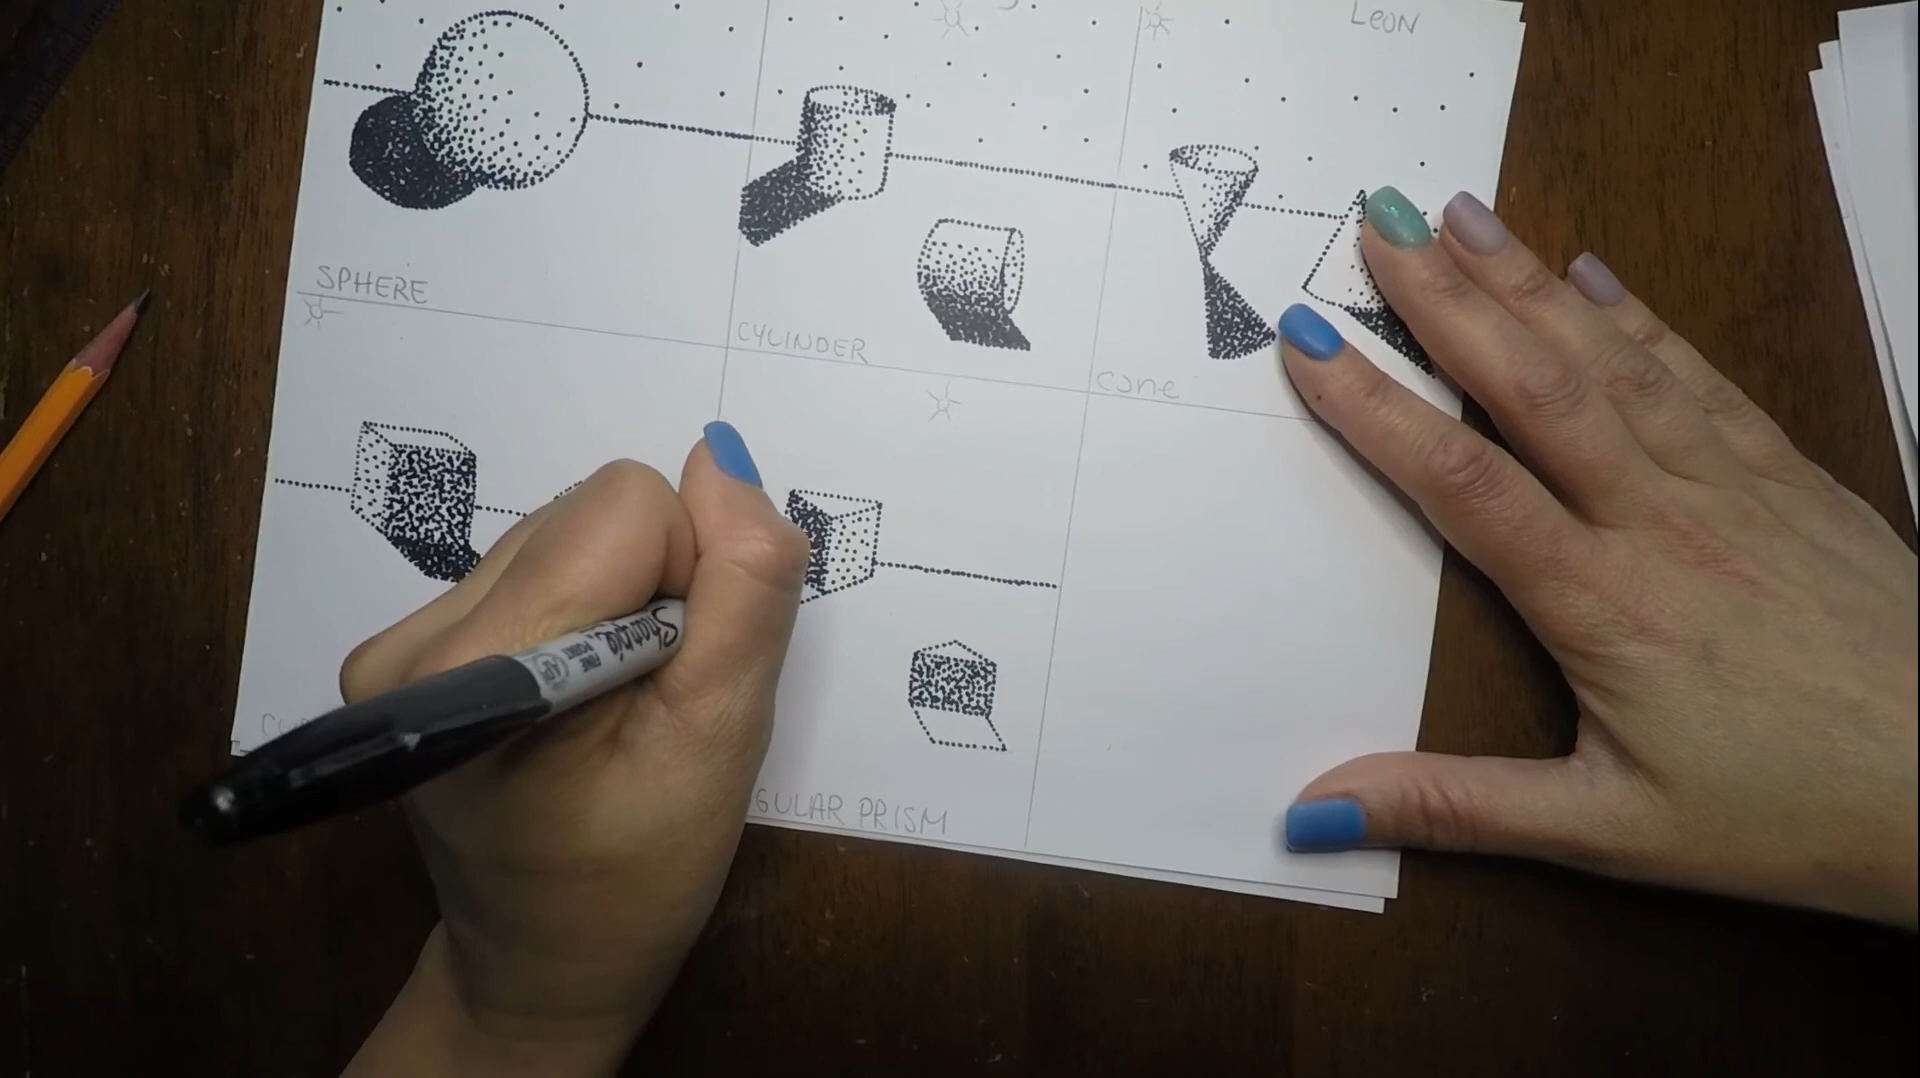 LEON
SPHERE
CYLINDER
cone
Sharpie
FINE
POINT
GULAR PRISM